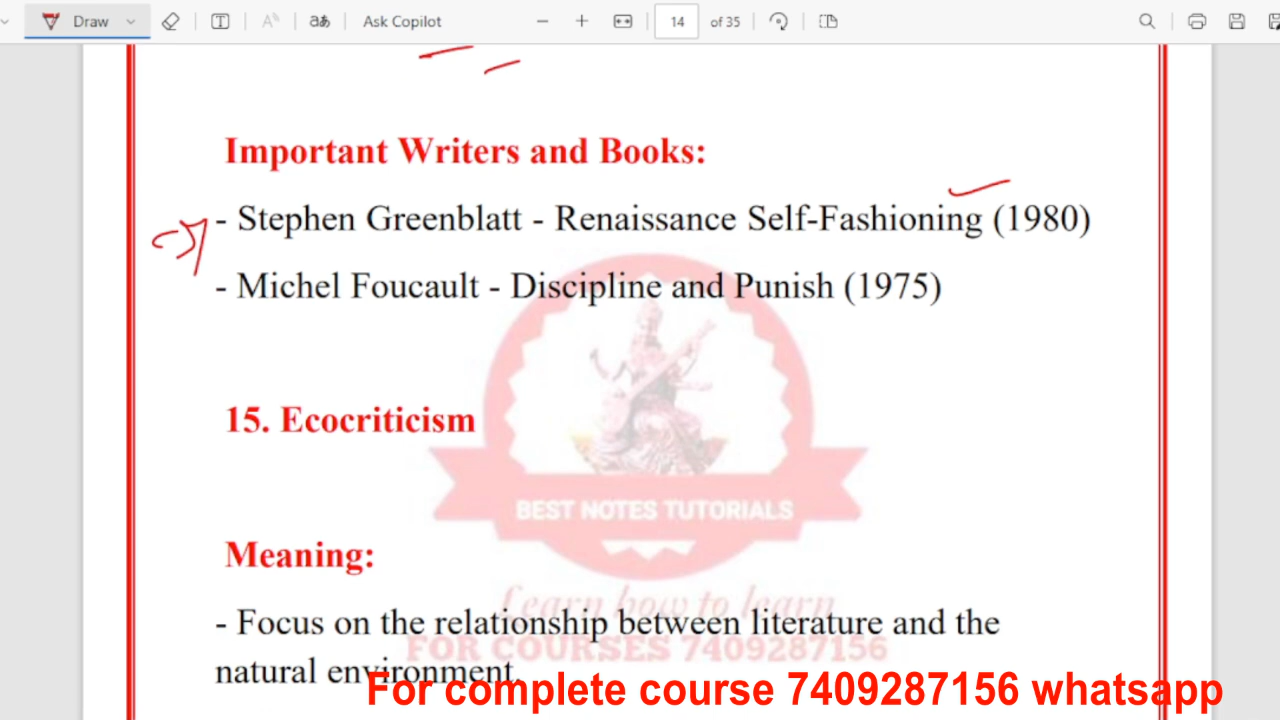 Draw
aあ
Ask Copilot
14 of 35
Important Writers and Books:
- Stephen Greenblatt - Renaissance Self-Fashioning (1980)
- Michel Foucault - Discipline and Punish (1975)
15. Ecocriticism
BEST NOTES TUTORIALS
Meaning:
Learn how to learn
- Focus on the relationship between literature and the
FOR COURSES 7409287156
natural environment.
For complete course 7409287156 whatsapp